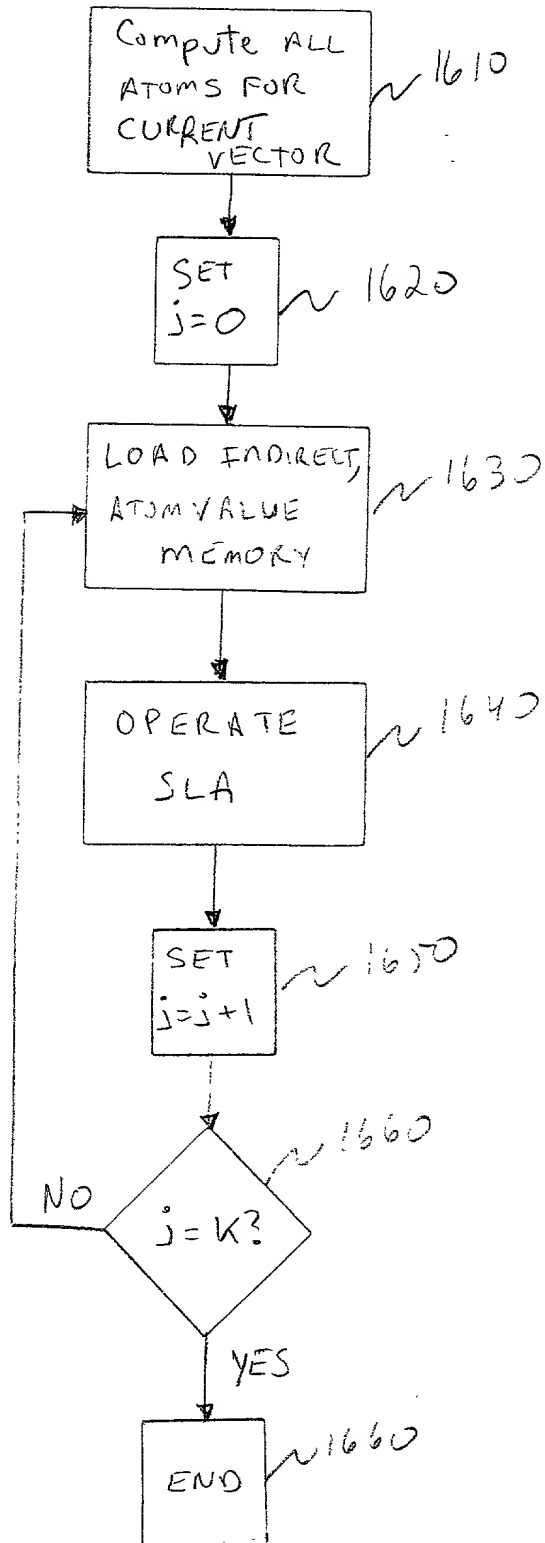 Compute ALL
ATOMS FOR
CURRENT
VECTOR
1610
SET
j=0
1620
LOAD INDIRECT,
ATOM VALUE
MEMORY
1630
OPERATE
SLA
1640
SET
j=j+1
1650
1660
NO
j=K?
YES
END
1660